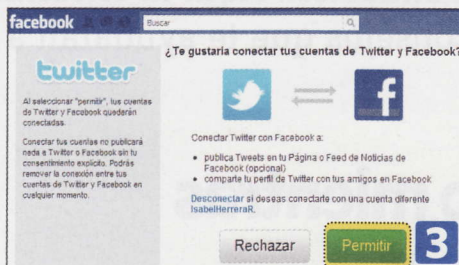 facebook
Buscar
¿Te gustaria conectar tus cuentas de Twitter y Facebook?
twitter
Al seleccionar "permitir", tus cuentas
de Twitter y Facebook quedarán
conectadas.
Conectar tus cuentas no publicará
nada a Twitter o Facebook sin tu
consentimiento explícito. Podrás
remover la conexión entre tus
cuentas de Twitter y Facebook en
cualquier momento.
f
Conectar Twitter con Facebook a:
• publica Tweets en tu Página o Feed de Noticias de
Facebook (opcional)
• comparte tu perfil de Twitter con tus amigos en Facebook
Desconectar si deseas conectarte con una cuenta diferente
IsabelHerreraR.
Rechazar
Permitir
3